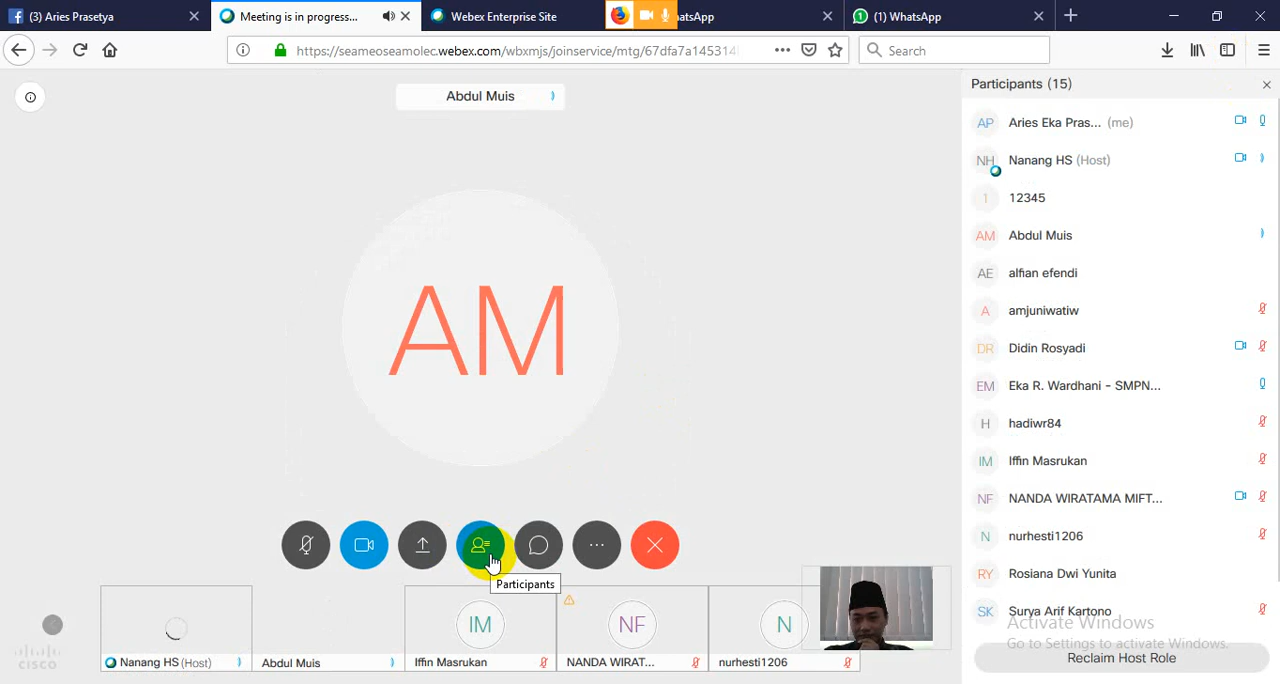 (3) Aries Prasetya
Meeting is in progress...
Webex Enterprise Site
hatsApp
(1) WhatsApp
https://seameoseamolec.webex.com/wbxmjs/joinservice/mtg/67dfa7a145314
Search
Abdul Muis
AM
Participants (15)
AP Aries Eka Pras... (me)
NH Nanang HS (Host)
1 12345
AM Abdul Muis
AE alfian efendi
A amjuniwatiw
DR Didin Rosyadi
EM Eka R. Wardhani - SMPN...
H hadiwr84
IM Iffin Masrukan
NF NANDA WIRATAMA MIFT...
N nurhesti1206
RY Rosiana Dwi Yunita
SK Surya Arif Kartono
Activate Windows
Go to Settings to activate Windows.
Reclaim Host Role
Participants
IM
NF
N
Nanang HS (Host)
Abdul Muis
Iffin Masrukan
NANDA WIRAT...
nurhesti1206
CISCO